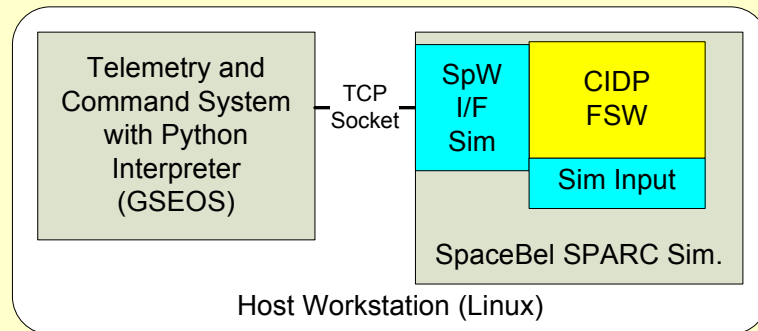 Telemetry and
Command System
with Python
Interpreter
(GSEOS)
TCP
Socket
SpW
I/F
Sim
CIDP
FSW
Sim Input
SpaceBel SPARC Sim.
Host Workstation (Linux)